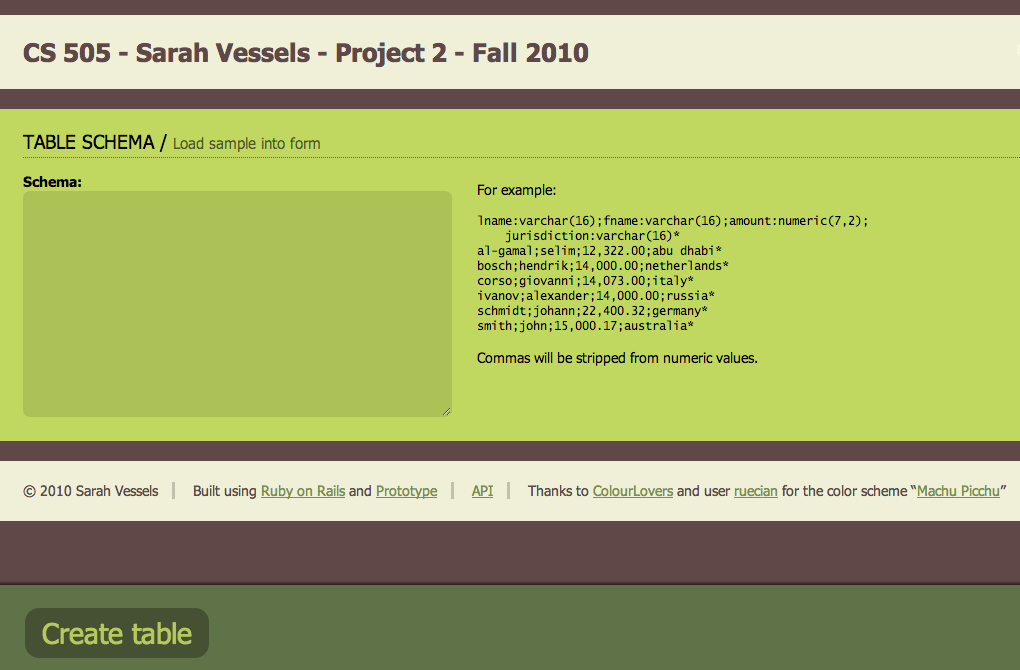 CS 505 - Sarah Vessels - Project 2 - Fall 2010
TABLE SCHEMA / Load sample into form
Schema:
For example:
lname:varchar(16);fname:varchar(16);amount:numeric(7,2);
jurisdiction:varchar(16)*
al-gamal;selim;12,322.00;abu dhabi*
bosch;hendrik;14,000.00;netherlands*
corso;giovanni;14,073.00;italy*
ivanov;alexander;14,000.00;russia*
schmidt;johann;22,400.32;germany*
smith;john;15,000.17;australia*
Commas will be stripped from numeric values.
© 2010 Sarah Vessels | Built using Ruby on Rails and Prototype | API | Thanks to ColourLovers and user ruecian for the color scheme “Machu Picchu”
Create table